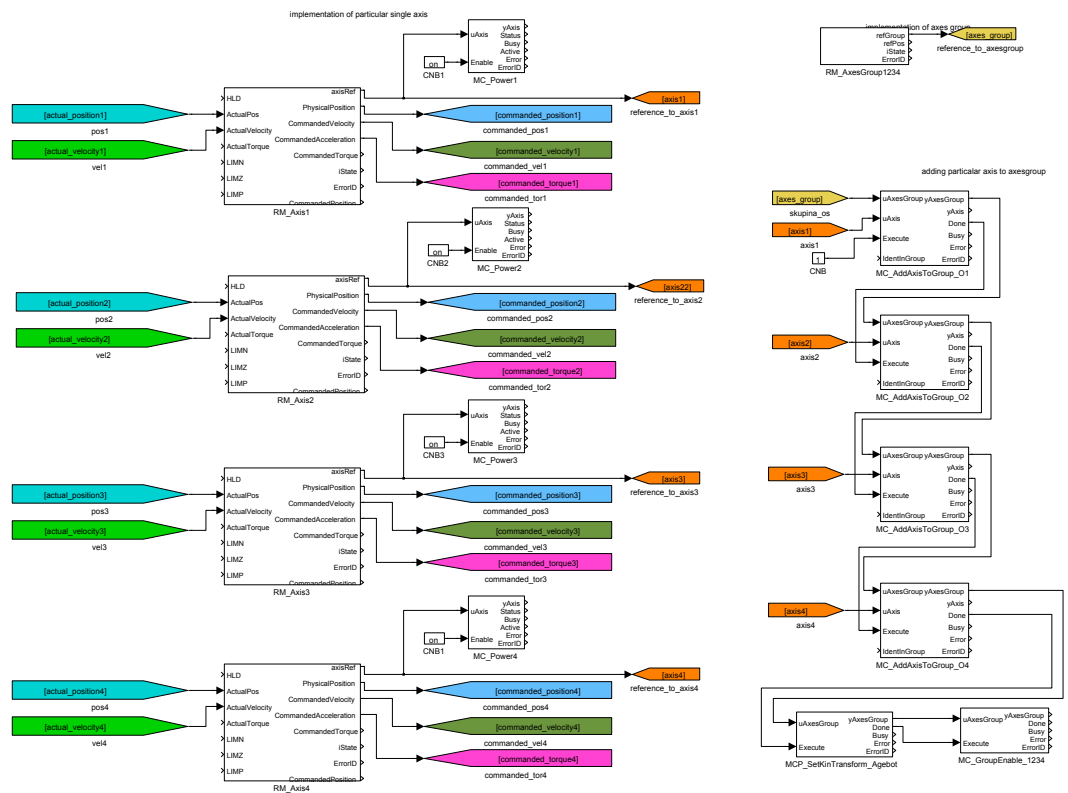 implementation of particular single axis
uAxis
Enable
yAxis
Status
Busy
Active
Error
ErrorID
on
CNB1
MC_Power1
HLD
ActualPos
ActualVelocity
ActualTorque
LIMN
LIMZ
LIMP
axisRef
PhysicalPosition
CommandedVelocity
CommandedAcceleration
CommandedTorque
iState
ErrorID
CommandedPosition
RM_Axis1
[actual_position1]
pos1
[actual_velocity1]
vel1
[axis1]
reference_to_axis1
[commanded_position1]
commanded_pos1
[commanded_velocity1]
commanded_vel1
[commanded_torque1]
commanded_tor1
uAxis
Enable
yAxis
Status
Busy
Active
Error
ErrorID
on
CNB2
MC_Power2
HLD
ActualPos
ActualVelocity
ActualTorque
LIMN
LIMZ
LIMP
axisRef
PhysicalPosition
CommandedVelocity
CommandedAcceleration
CommandedTorque
iState
ErrorID
CommandedPosition
RM_Axis2
[actual_position2]
pos2
[actual_velocity2]
vel2
[axis22]
reference_to_axis2
[commanded_position2]
commanded_pos2
[commanded_velocity2]
commanded_vel2
[commanded_torque2]
commanded_tor2
uAxis
Enable
yAxis
Status
Busy
Active
Error
ErrorID
on
CNB3
MC_Power3
HLD
ActualPos
ActualVelocity
ActualTorque
LIMN
LIMZ
LIMP
axisRef
PhysicalPosition
CommandedVelocity
CommandedAcceleration
CommandedTorque
iState
ErrorID
CommandedPosition
RM_Axis3
[actual_position3]
pos3
[actual_velocity3]
vel3
[axis3]
reference_to_axis3
[commanded_position3]
commanded_pos3
[commanded_velocity3]
commanded_vel3
[commanded_torque3]
commanded_tor3
uAxis
Enable
yAxis
Status
Busy
Active
Error
ErrorID
on
CNB1
MC_Power4
HLD
ActualPos
ActualVelocity
ActualTorque
LIMN
LIMZ
LIMP
axisRef
PhysicalPosition
CommandedVelocity
CommandedAcceleration
CommandedTorque
iState
ErrorID
CommandedPosition
RM_Axis4
[actual_position4]
pos4
[actual_velocity4]
vel4
[axis4]
reference_to_axis4
[commanded_position4]
commanded_pos4
[commanded_velocity4]
commanded_vel4
[commanded_torque4]
commanded_tor4
implementation of axes group
refGroup
refPos
iState
ErrorID
RM_AxesGroup1234
[axes_group]
reference_to_axesgroup
adding particalar axis to axesgroup
[axes_group]
skupina_os
[axis1]
axis1
1
CNB
uAxesGroup
uAxis
Execute
IdentInGroup
yAxesGroup
yAxis
Done
Busy
Error
ErrorID
MC_AddAxisToGroup_O1
[axis2]
axis2
uAxesGroup
uAxis
Execute
IdentInGroup
yAxesGroup
yAxis
Done
Busy
Error
ErrorID
MC_AddAxisToGroup_O2
[axis3]
axis3
uAxesGroup
uAxis
Execute
IdentInGroup
yAxesGroup
yAxis
Done
Busy
Error
ErrorID
MC_AddAxisToGroup_O3
[axis4]
axis4
uAxesGroup
uAxis
Execute
IdentInGroup
yAxesGroup
yAxis
Done
Busy
Error
ErrorID
MC_AddAxisToGroup_O4
uAxesGroup
Execute
yAxesGroup
Done
Busy
Error
ErrorID
MCP_SetKinTransform_Agebot
uAxesGroup
Execute
yAxesGroup
Done
Busy
Error
ErrorID
MC_GroupEnable_1234